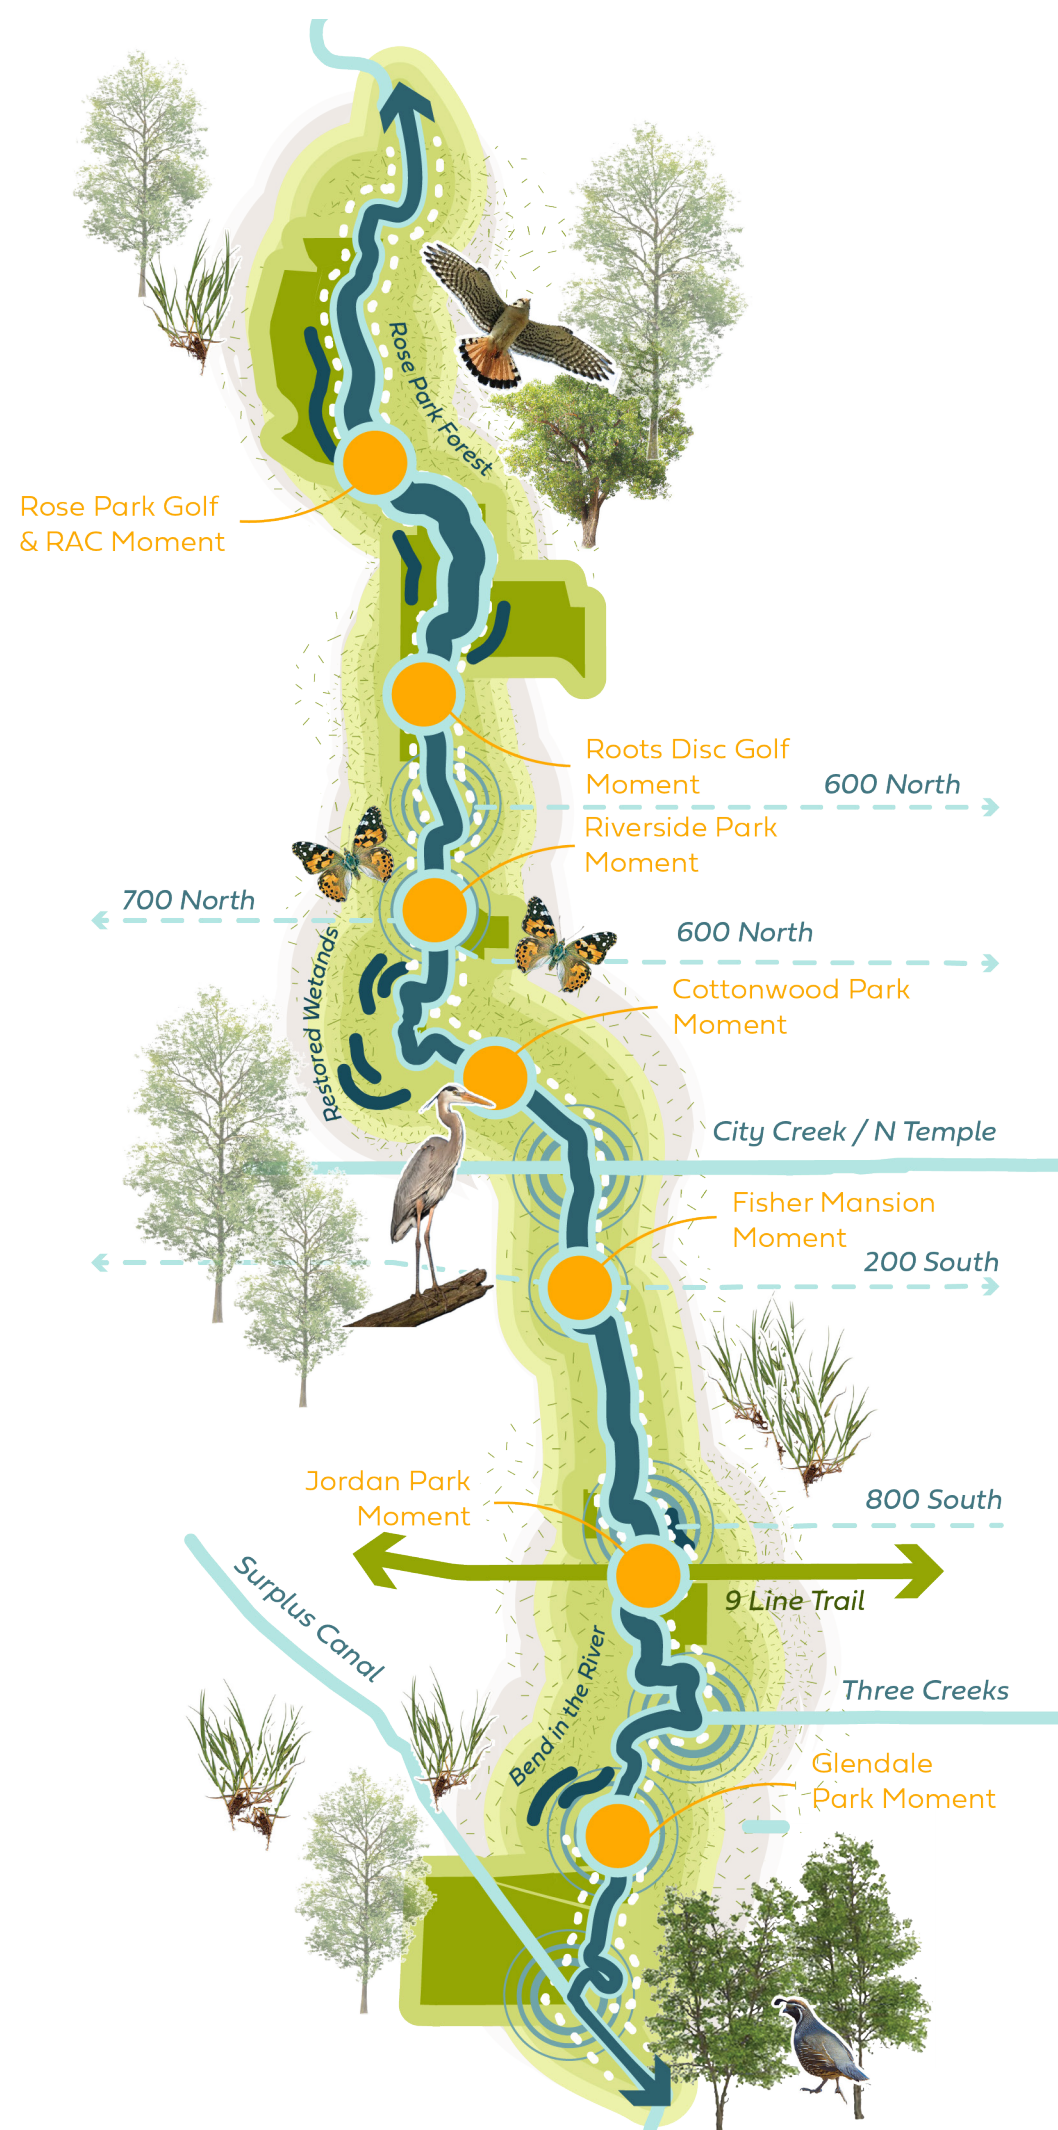 Rose Park Forest
Rose Park Golf
& RAC Moment
Roots Disc Golf
Moment
600 North
Riverside Park
Moment
700 North
600 North
Restored Wetands
Cottonwood Park
Moment
City Creek / N Temple
Fisher Mansion
Moment
200 South
Jordan Park
Moment
800 South
Surplus Canal
9 Line Trail
Bend in the River
Three Creeks
Glendale
Park Moment